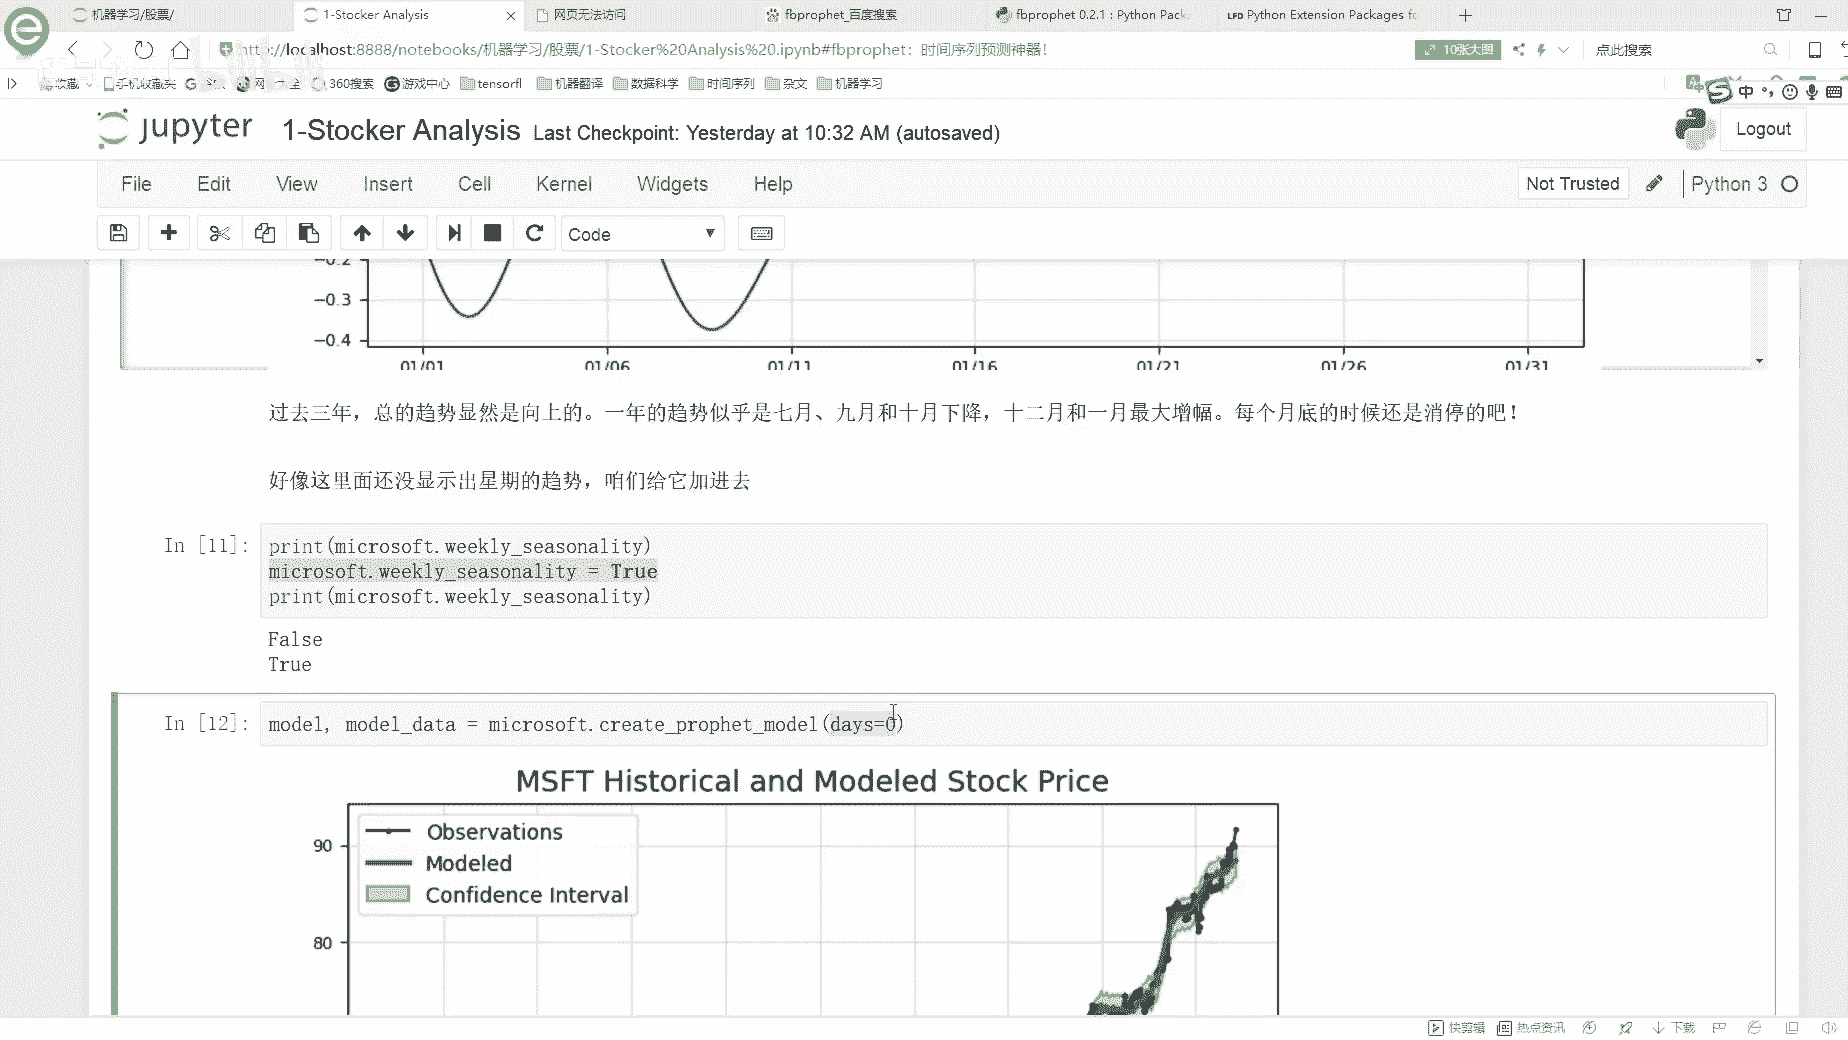 机器学习/股票/
1-Stocker Analysis
网页无法访问
fbprophet_百度搜索
fbprophet 0.2.1 : Python Pack
LFD Python Extension Packages fo
http://localhost:8888/notebooks/机器学习/股票/1-Stocker%20Analysis%20.ipynb#fbprophet：时间序列预测神器!
10张大图
点此搜索
收藏
手机收藏夹
360搜索
游戏中心
tensorfl
机器翻译
数据科学
时间序列
杂文
机器学习
中
jupyter
1-Stocker Analysis
Last Checkpoint: Yesterday at 10:32 AM (autosaved)
Logout
File
Edit
View
Insert
Cell
Kernel
Widgets
Help
Not Trusted
Python 3
Code
−0.2
−0.3
−0.4
01/01
01/06
01/11
01/16
01/21
01/26
01/31
过去三年，总的趋势显然是向上的。一年的趋势似乎是七月、九月和十月下降，十二月和一月最大增幅。每个月底的时候还是消停的吧！
好像这里面还没显示出星期的趋势，咱们给它加进去
In [11]:
print(microsoft.weekly_seasonality)
microsoft.weekly_seasonality = True
print(microsoft.weekly_seasonality)
False
True
In [12]:
model, model_data = microsoft.create_prophet_model(days=0)
MSFT Historical and Modeled Stock Price
Observations
Modeled
Confidence Interval
90
80
快剪辑
热点资讯
下载